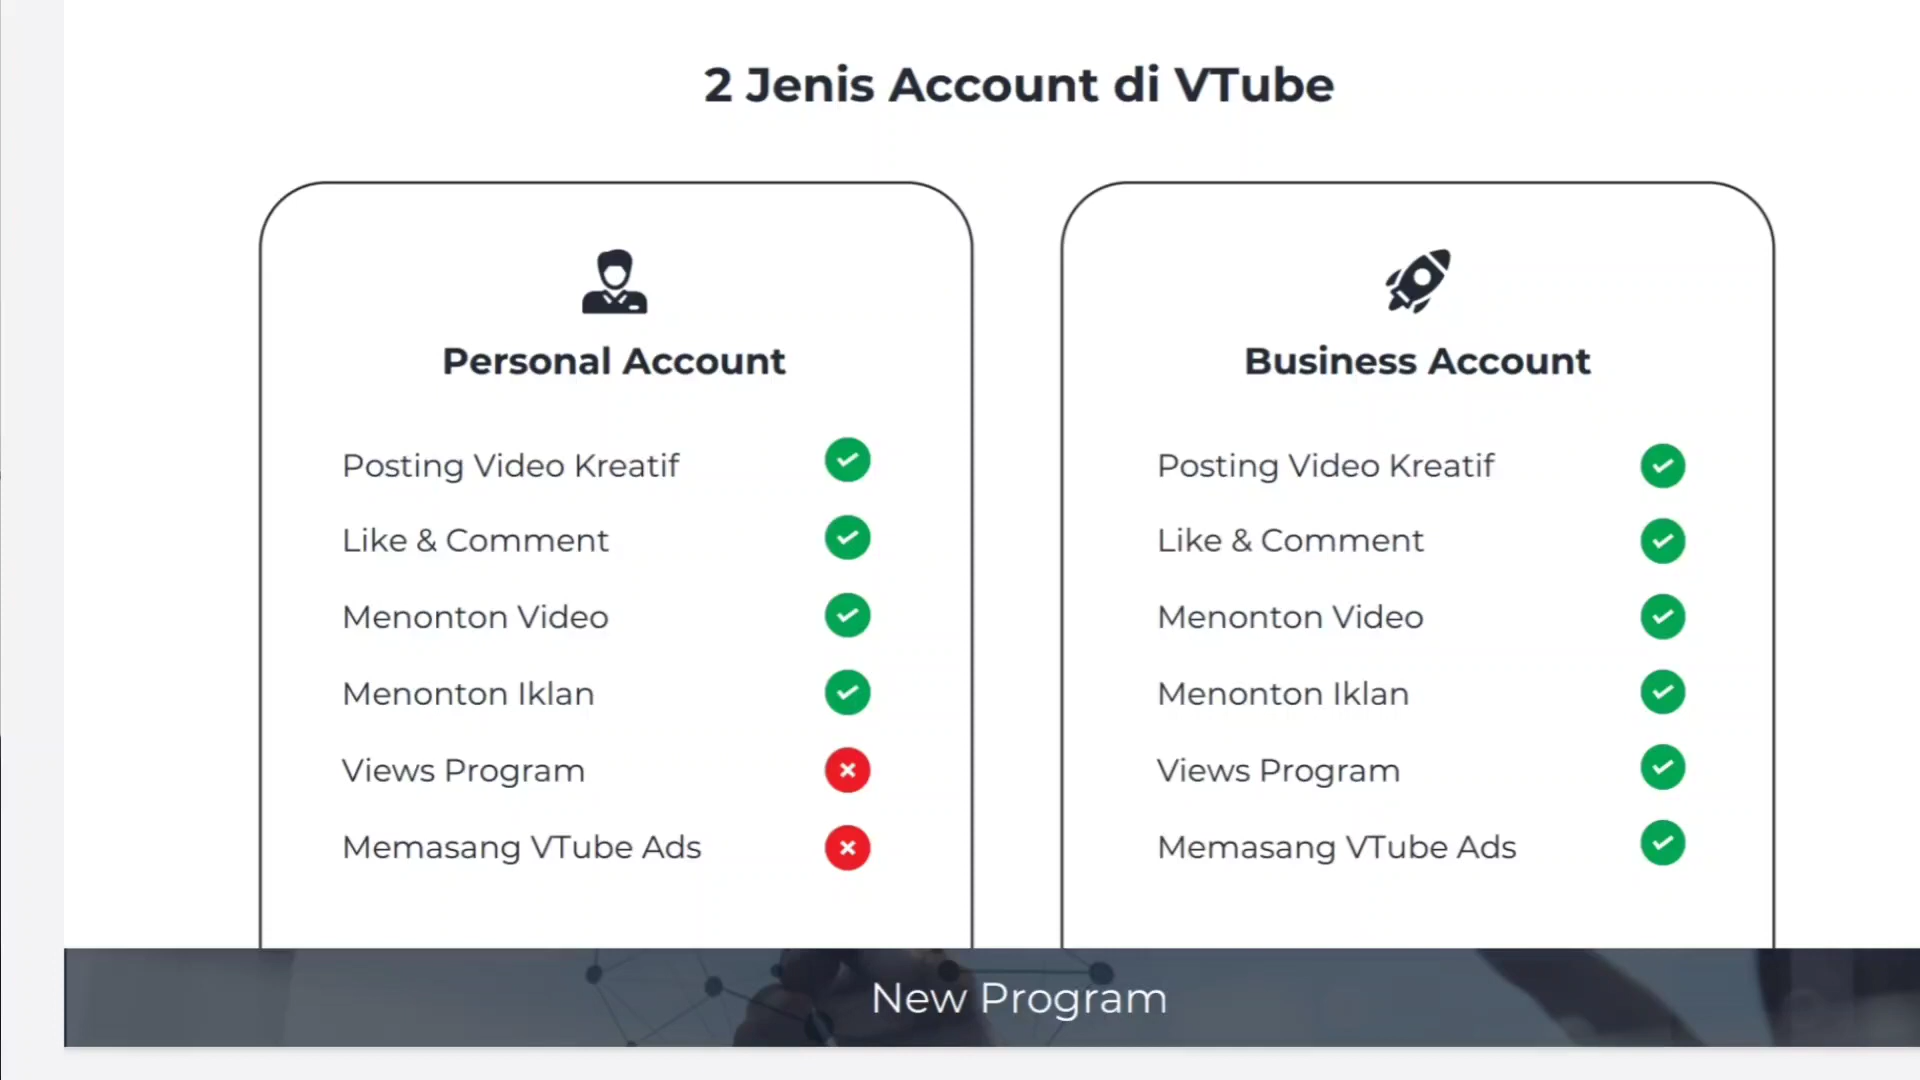 2 Jenis Account di VTube
Personal Account
Posting Video Kreatif
Like & Comment
Menonton Video
Menonton Iklan
Views Program
Memasang VTube Ads
Business Account
Posting Video Kreatif
Like & Comment
Menonton Video
Menonton Iklan
Views Program
Memasang VTube Ads
New Program